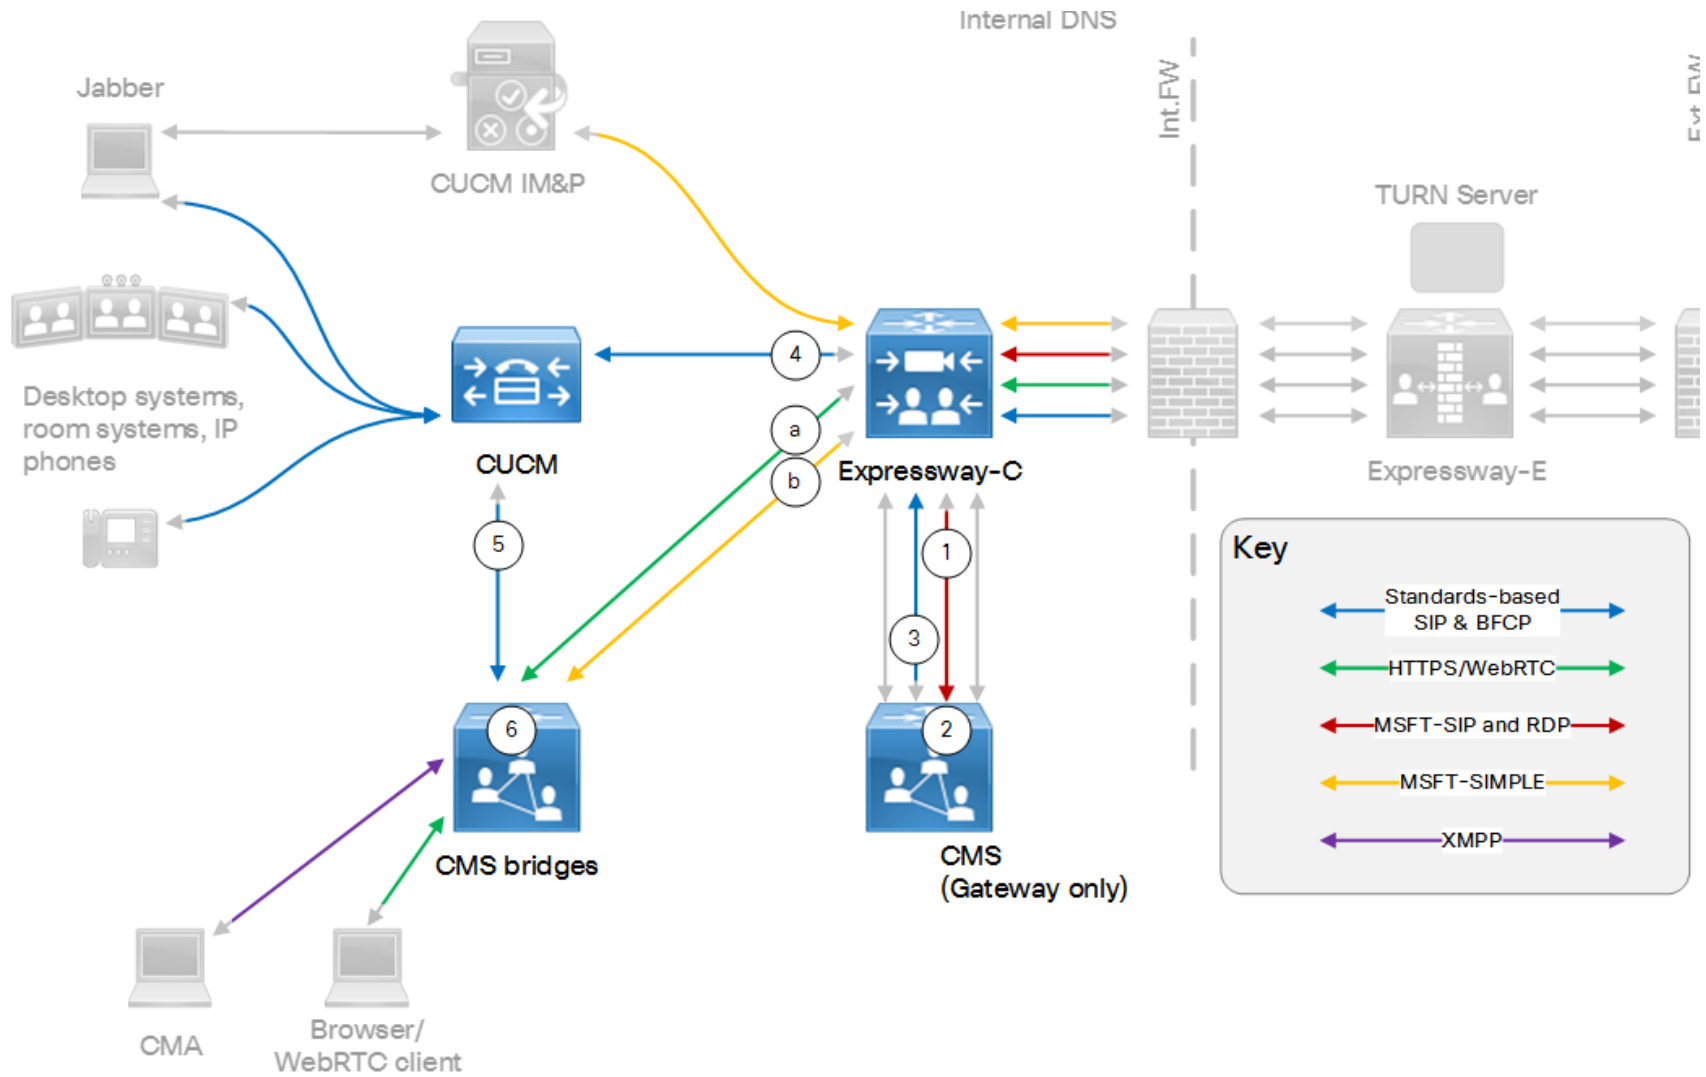 Internal DNS
Int.FW
Ext.FW
Jabber
CUCM IM&P
TURN Server
4
a
Desktop systems,
room systems, IP
phones
CUCM
b
Expressway-C
Expressway-E
5
1
3
Key
Standards-based
SIP & BFCP
HTTPS/WebRTC
MSFT-SIP and RDP
MSFT-SIMPLE
XMPP
6
2
CMS bridges
CMS
(Gateway only)
CMA
Browser/
WebRTC client